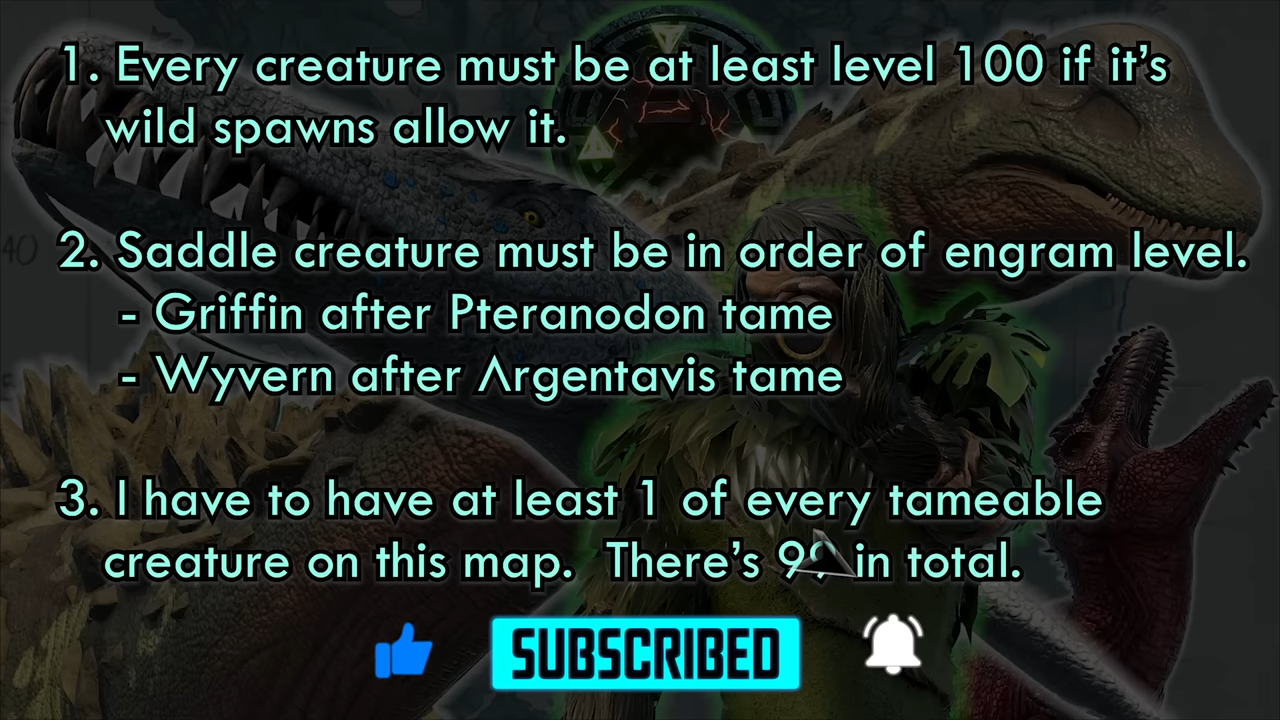 1. Every creature must be at least level 100 if it's
wild spawns allow it.
2. Saddle creature must be in order of engram level.
- Griffin after Pteranodon tame
- Wyvern after Argentavis tame
3. I have to have at least 1 of every tameable
creature on this map. There's in total.
SUBSCRIBED